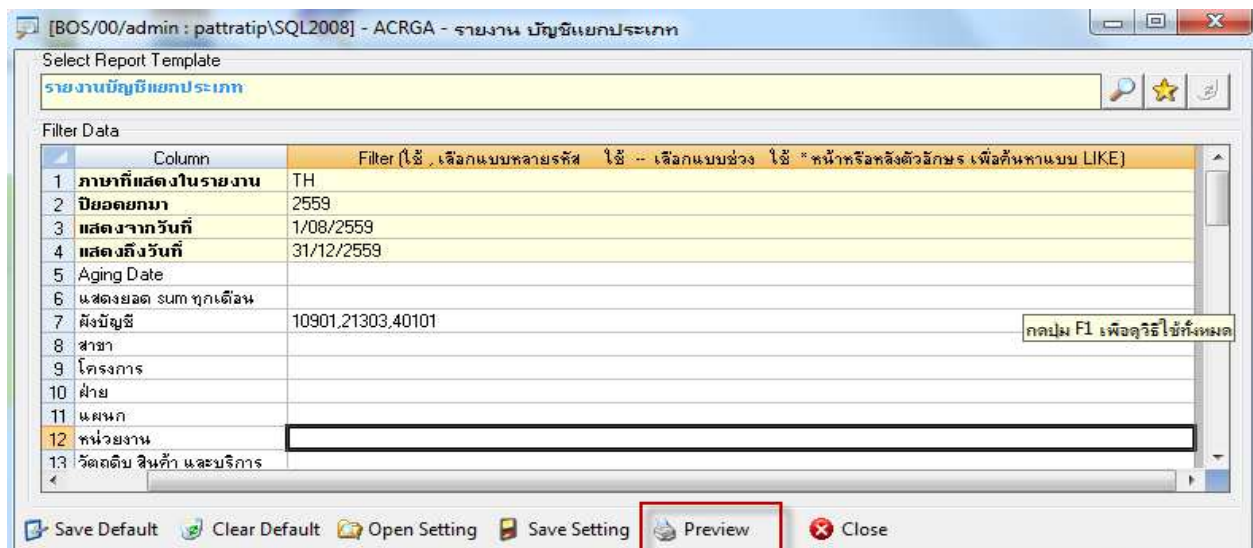 [BOS/00/admin : pattratip\SQL2008] - ACRGA - รายงาน บัญชีแยกประเภท
Select Report Template
รายงานบัญชีแยกประเภท
Filter Data
Column Filter (ใช้ , เลือกแบบหลายรหัส ใช้ -- เลือกแบบช่วง ใช้ * หน้าหรือหลังตัวอักษร เพื่อค้นหาแบบ LIKE)
1 ภาษาที่แสดงในรายงาน TH
2 ปียอดยกมา 2559
3 แสดงจากวันที่ 1/08/2559
4 แสดงถึงวันที่ 31/12/2559
5 Aging Date
6 แสดงยอด sum ทุกเดือน
7 ผังบัญชี 10901,21303,40101
กดปุ่ม F1 เพื่อดูวิธีใช้ทั้งหมด
8 สาขา
9 โครงการ
10 ฝ่าย
11 แผนก
12 หน่วยงาน
13 วัตถุดิบ สินค้า และบริการ
Save Default Clear Default Open Setting Save Setting Preview Close